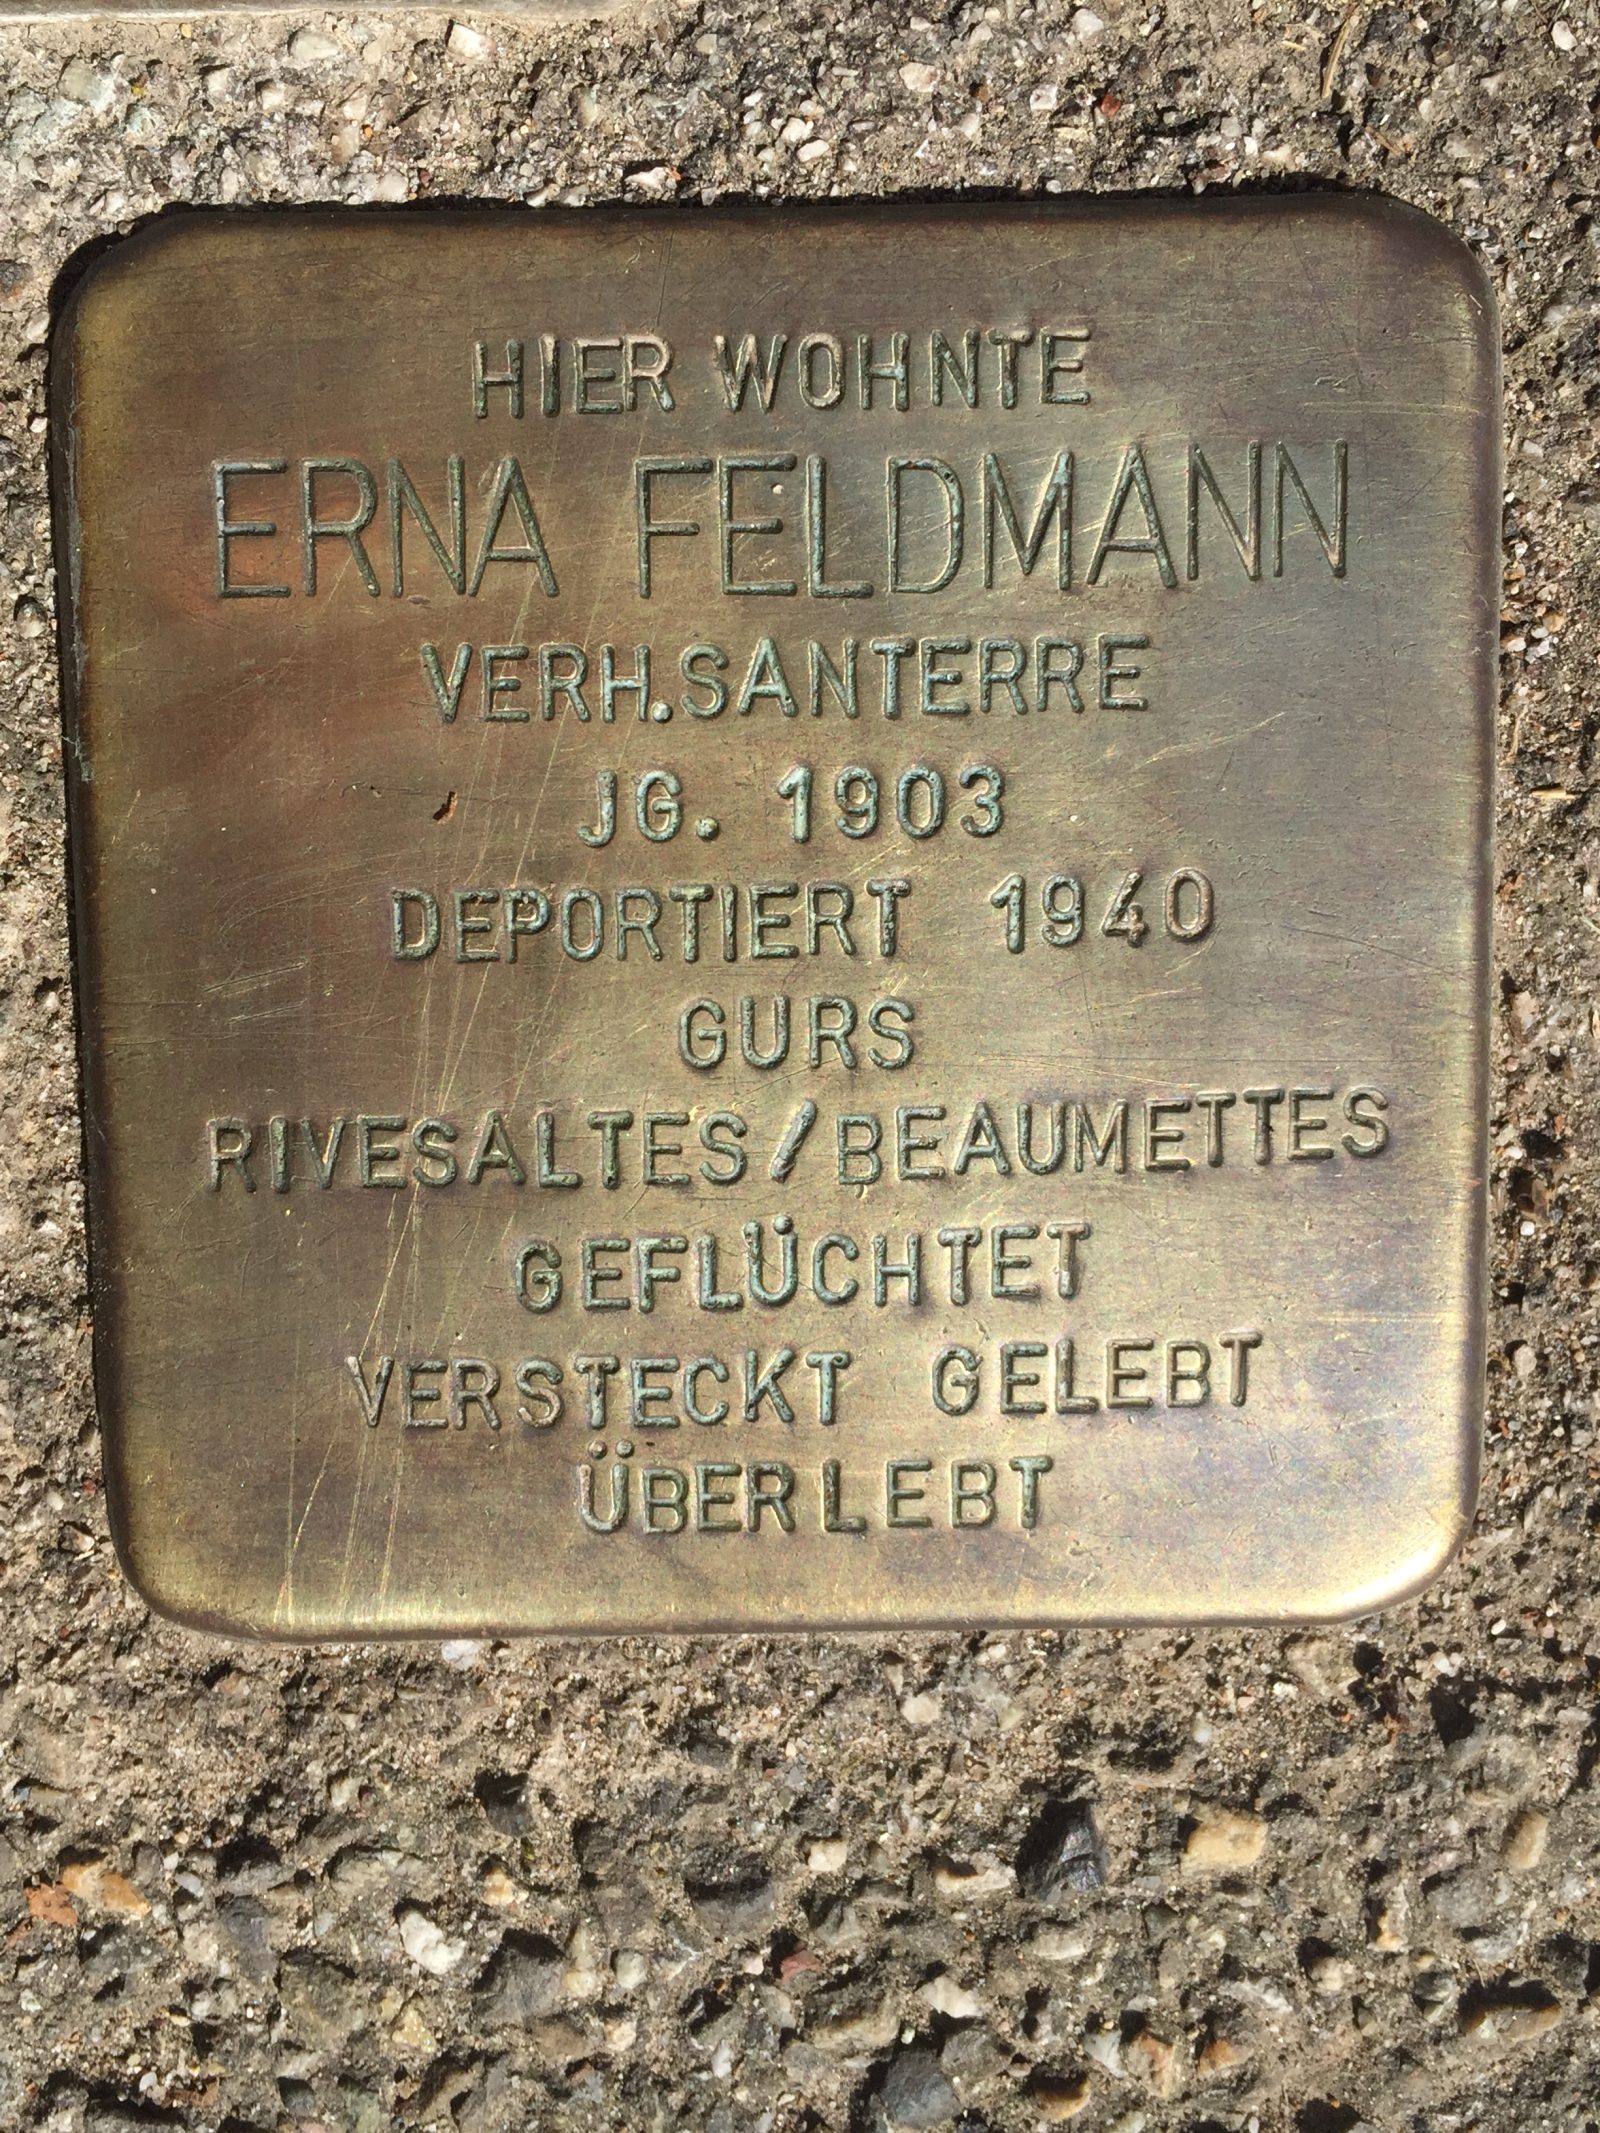 HIER WOHNTE
ERNA FELDMANN
VERH.SANTERRE
JG. 1903
DEPORTIERT 1940
GURS
RIVESALTES/BEAUMETTES
GEFLÜCHTET
VERSTECKT GELEBT
ÜBERLEBT